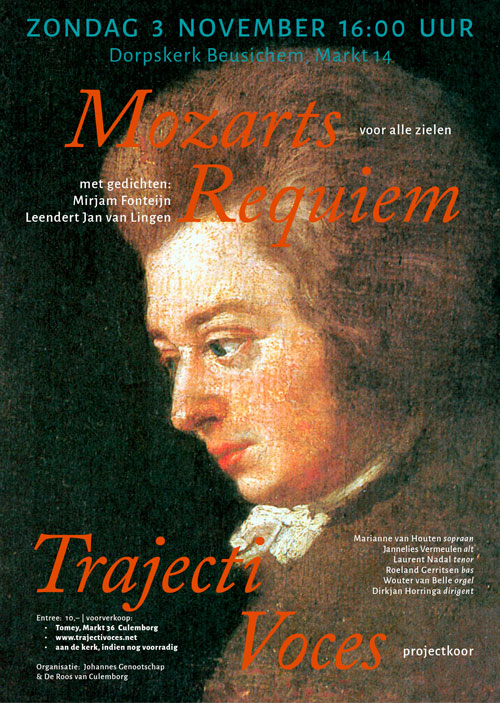 ZONDAG 3 NOVEMBER 16:00 UUR
Dorpskerk Beusichem, Markt 14
Mozarts
voor alle zielen
Requiem
met gedichten:
Mirjam Fonteijn
Leendert Jan van Lingen
Trajecti
Voces
projectkoor
Marianne van Houten sopraan
Jannelies Vermeulen alt
Laurent Nadal tenor
Roeland Gerritsen bas
Wouter van Belle orgel
Dirkjan Horringa dirigent
Entree: 10,– | voorverkoop:
• Tomey, Markt 36 Culemborg
• www.trajectivoces.net
• aan de kerk, indien nog voorradig
Organisatie: Johannes Genootschap
& De Roos van Culemborg